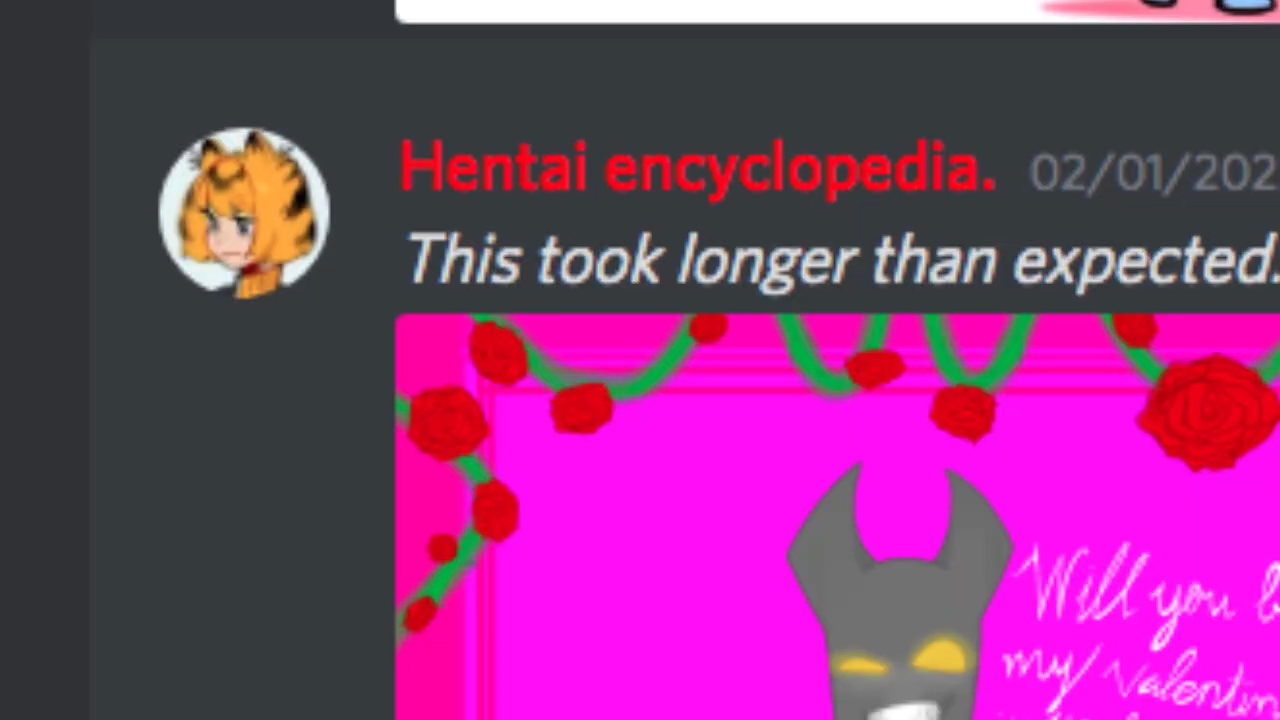 Hentai encyclopedia. 02/01/202
This took longer than expected.
Will you b
my valentin